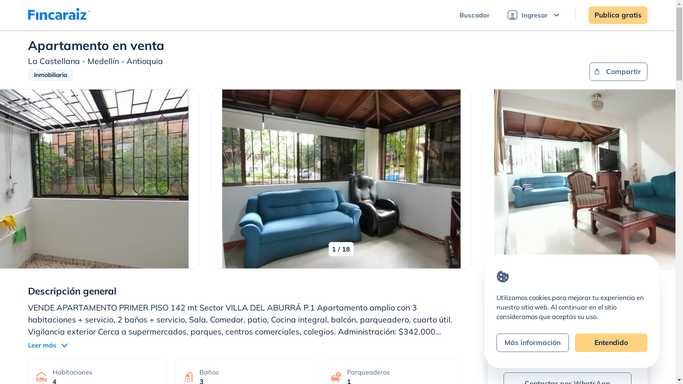 Fincaraiz
Buscador
Ingresar
Publica gratis
Apartamento en venta
La Castellana - Medellín - Antioquia
Inmobiliaria
Compartir
1 / 18
Descripción general
VENDE APARTAMENTO PRIMER PISO 142 mt Sector VILLA DEL ABURRÁ P.1 Apartamento amplio con 3
habitaciones + servicio, 2 baños + servicio, Sala, Comedor, patio, Cocina integral, balcón, parqueadero, cuarto útil.
Vigilancia exterior Cerca a supermercados, parques, centros comerciales, colegios. Administración: $342.000...
Leer más
Habitaciones
4
Baños
3
Parqueaderos
1
Utilizamos cookies para mejorar tu experiencia en
nuestro sitio web. Al continuar en el sitio
consideramos que aceptas su uso.
Más información
Entendido
Contactar por WhatsApp